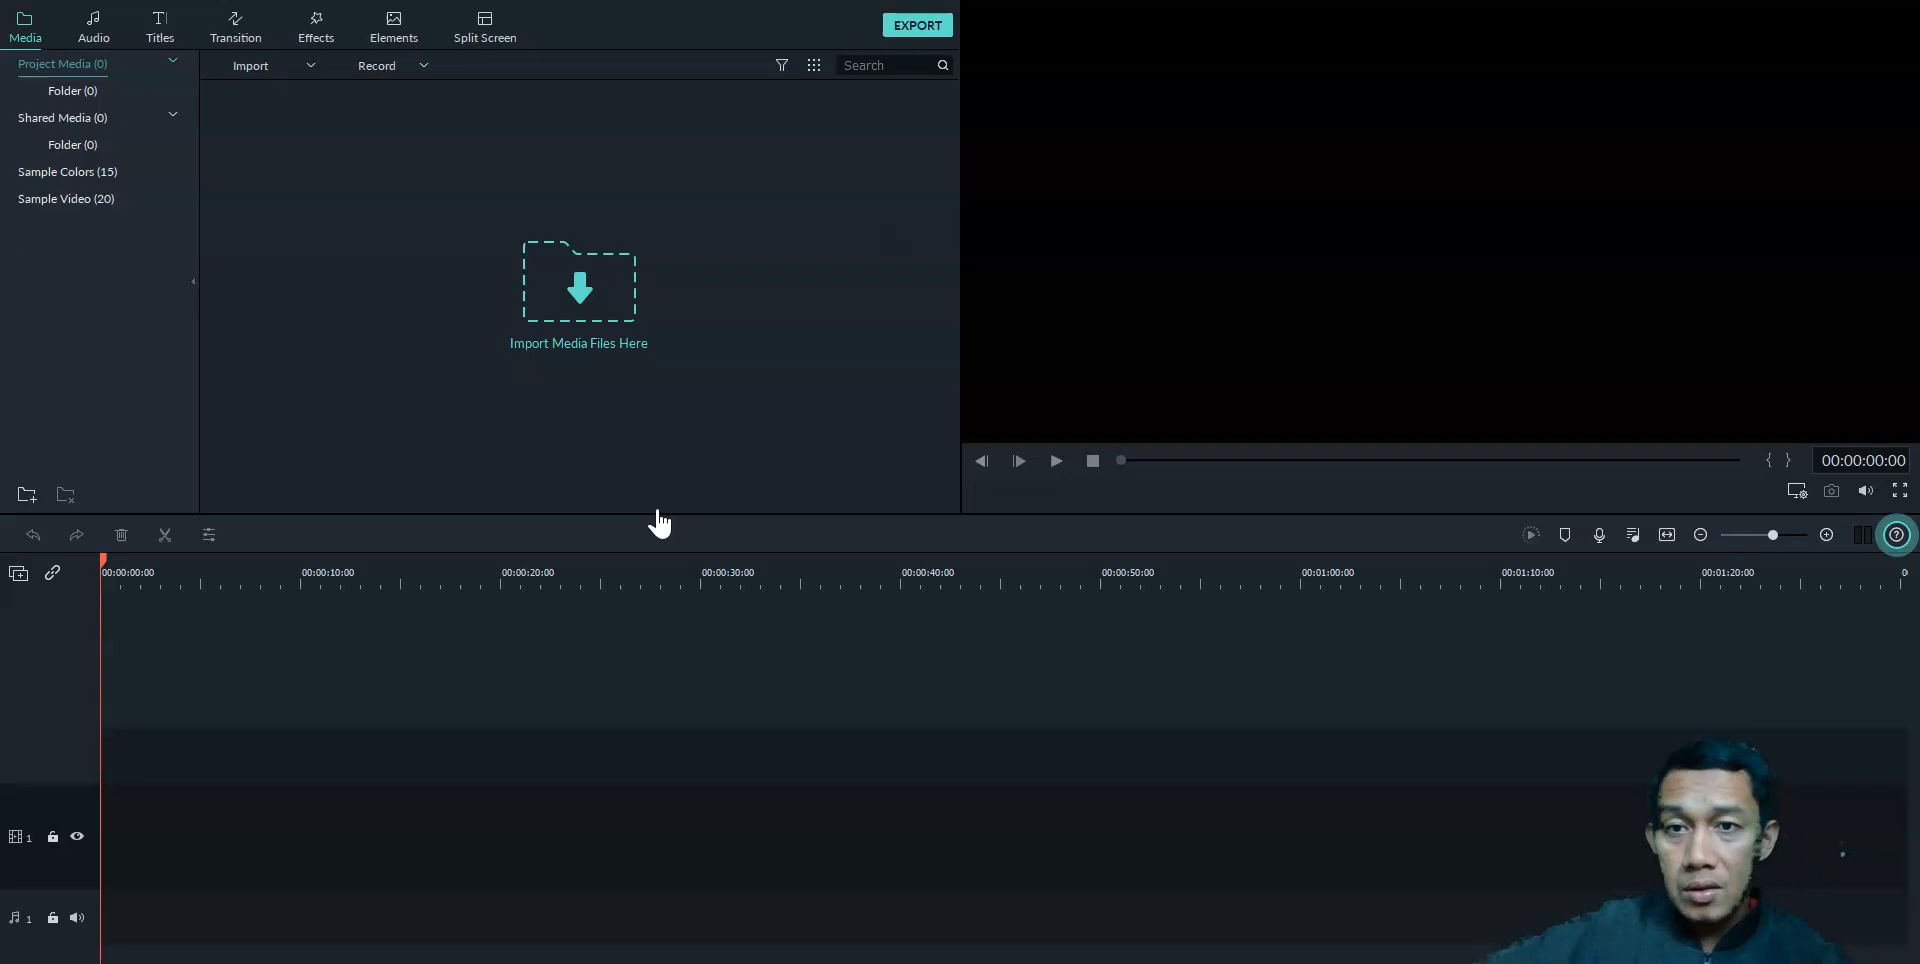 Media
Audio
Titles
Transition
Effects
Elements
Split Screen
EXPORT
Project Media (0)
Import
Record
Search
Folder (0)
Shared Media (0)
Folder (0)
Sample Colors (15)
Sample Video (20)
Import Media Files Here
{ }
00:00:00:00
00:00:00:00
00:00:10:00
00:00:20:00
00:00:30:00
00:00:40:00
00:00:50:00
00:01:00:00
00:01:10:00
00:01:20:00
0
1
1